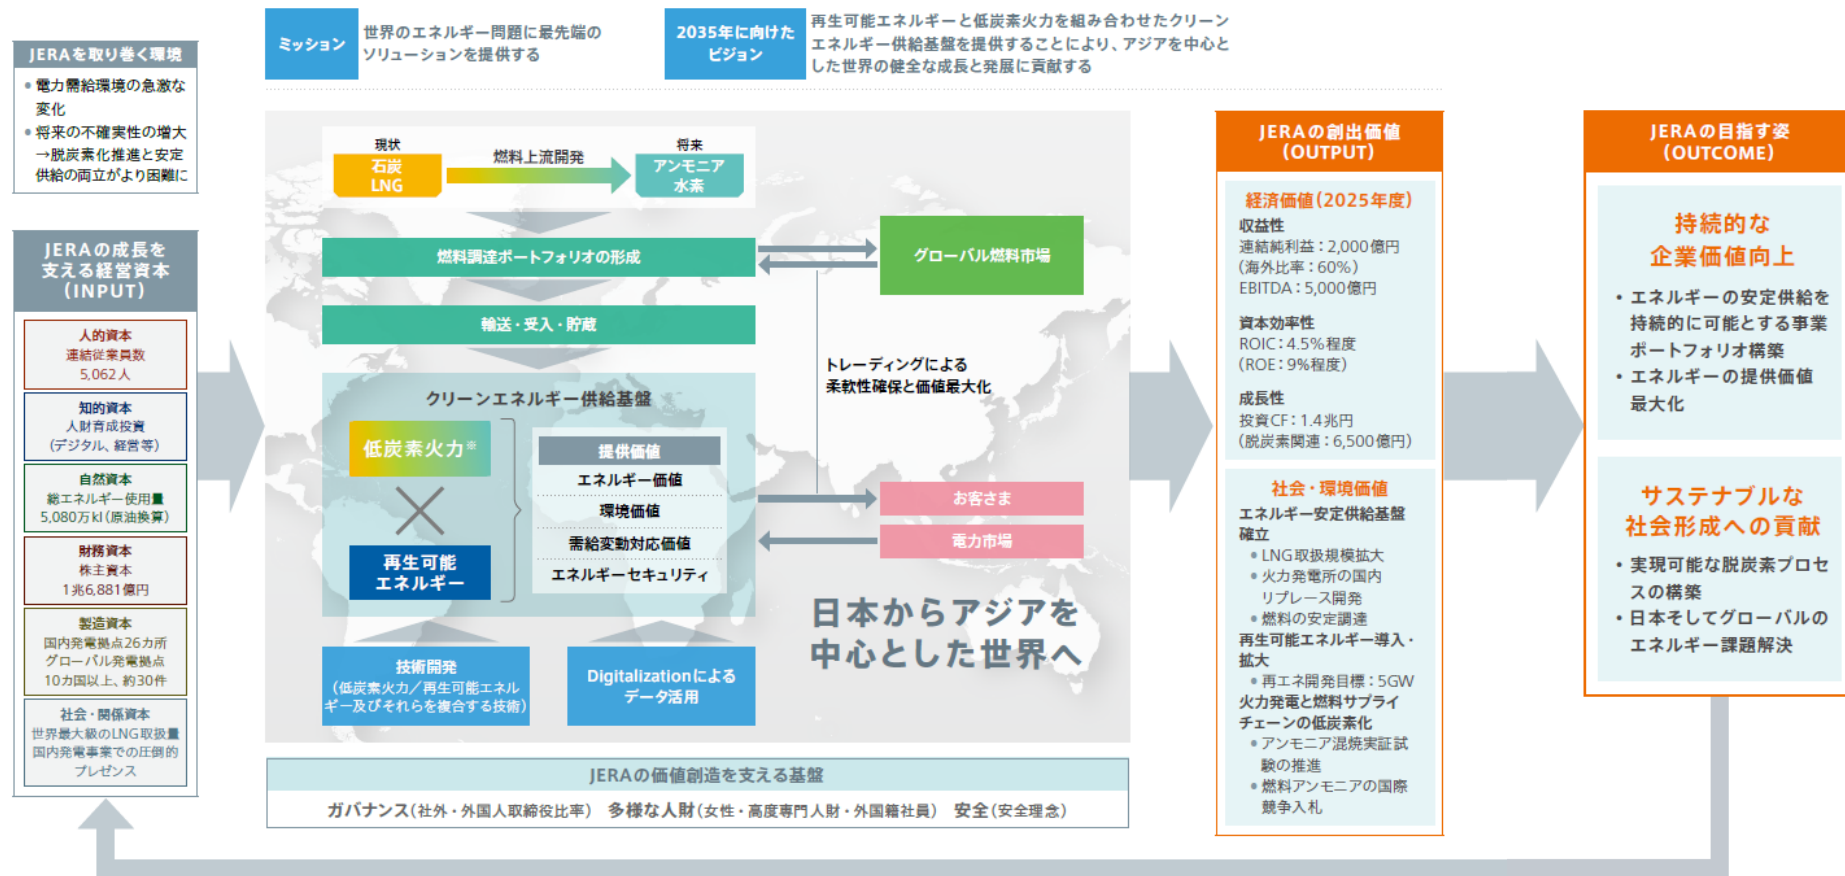 ミッション
世界のエネルギー問題に最先端の
ソリューションを提供する
2035年に向けた
ビジョン
再生可能エネルギーと低炭素火力を組み合わせたクリーン
エネルギー供給基盤を提供することにより、アジアを中心と
した世界の健全な成長と発展に貢献する
JERAを取り巻く環境
• 電力需給環境の急激な
変化
• 将来の不確実性の増大
→脱炭素化推進と安定
供給の両立がより困難に
JERAの成長を
支える経営資本
(INPUT)
人的資本
連結従業員数
5,062人
知的資本
人財育成投資
(デジタル、経営等)
自然資本
総エネルギー使用量
5,080万kl(原油換算)
財務資本
株主資本
1兆6,881億円
製造資本
国内発電拠点26カ所
グローバル発電拠点
10カ国以上、約30件
社会・関係資本
世界最大級のLNG取扱量
国内発電事業での圧倒的
プレゼンス
現状
石炭
LNG
燃料上流開発
将来
アンモニア
水素
燃料調達ポートフォリオの形成
グローバル燃料市場
輸送・受入・貯蔵
トレーディングによる
柔軟性確保と価値最大化
クリーンエネルギー供給基盤
低炭素火力※
再生可能
エネルギー
提供価値
エネルギー価値
環境価値
需給変動対応価値
エネルギーセキュリティ
お客さま
電力市場
日本からアジアを
中心とした世界へ
技術開発
(低炭素火力／再生可能エネル
ギー及びそれらを複合する技術)
Digitalizationによる
データ活用
JERAの価値創造を支える基盤
ガバナンス(社外・外国人取締役比率) 多様な人財(女性・高度専門人財・外国籍社員) 安全(安全理念)
JERAの創出価値
(OUTPUT)
経済価値(2025年度)
収益性
連結純利益：2,000億円
(海外比率：60%)
EBITDA：5,000億円
資本効率性
ROIC：4.5%程度
(ROE：9%程度)
成長性
投資CF：1.4兆円
(脱炭素関連：6,500億円)
社会・環境価値
エネルギー安定供給基盤
確立
• LNG取扱規模拡大
• 火力発電所の国内
リプレース開発
• 燃料の安定調達
再生可能エネルギー導入・
拡大
• 再エネ開発目標：5GW
火力発電と燃料サプライ
チェーンの低炭素化
• アンモニア混焼実証試
験の推進
• 燃料アンモニアの国際
競争入札
JERAの目指す姿
(OUTCOME)
持続的な
企業価値向上
• エネルギーの安定供給を
持続的に可能とする事業
ポートフォリオ構築
• エネルギーの提供価値
最大化
サステナブルな
社会形成への貢献
• 実現可能な脱炭素プロセ
スの構築
• 日本そしてグローバルの
エネルギー課題解決